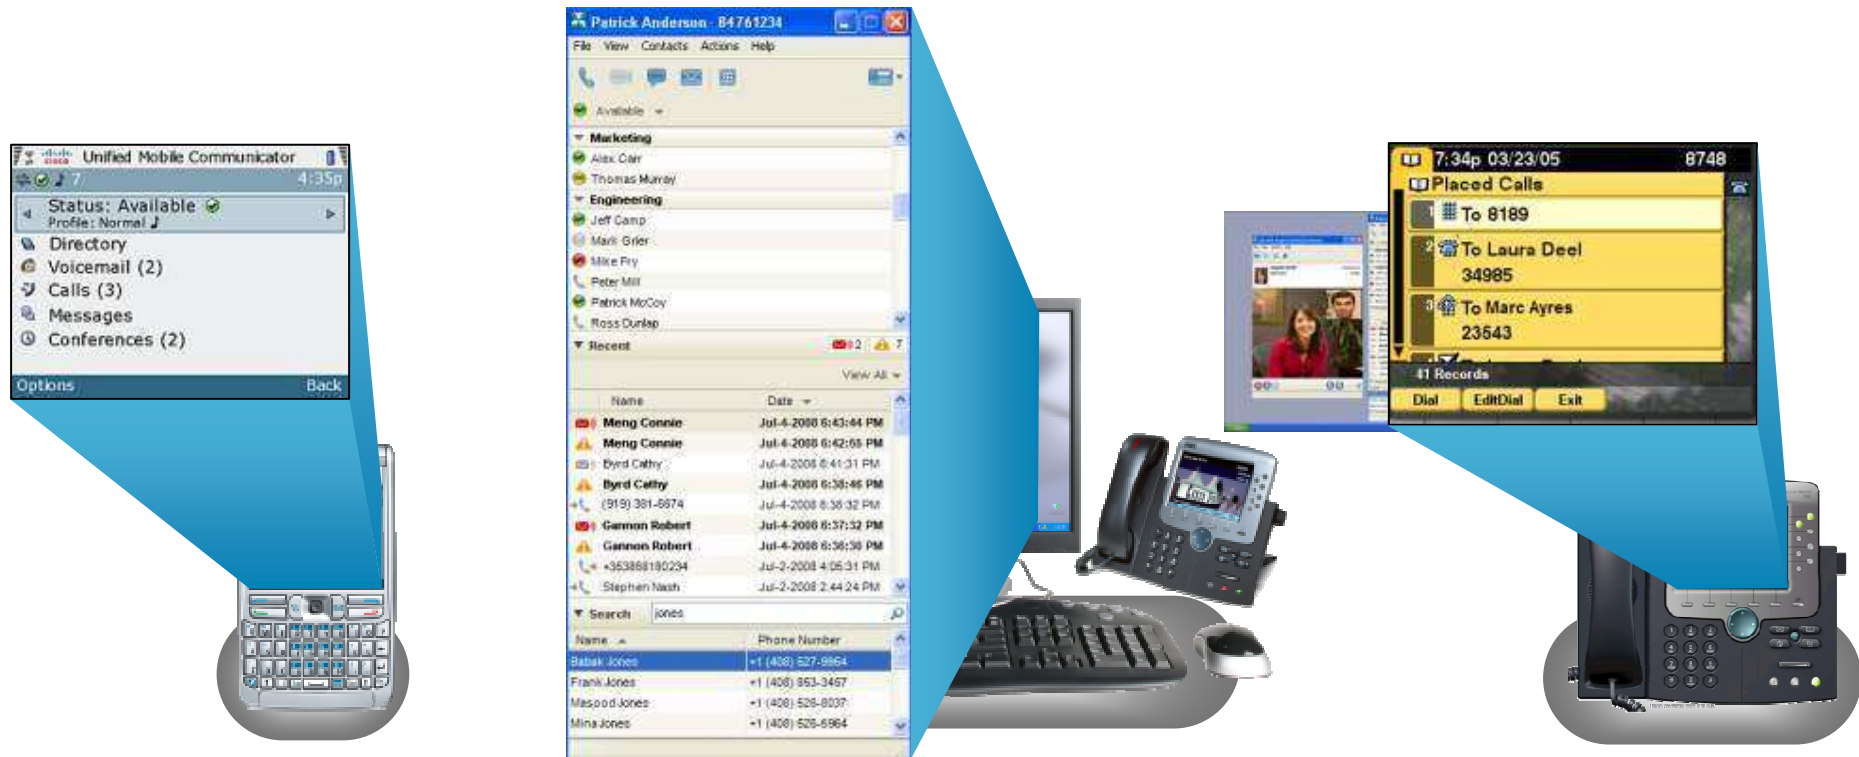 cisco Unified Mobile Communicator
7 4:35p
Status: Available
Profile: Normal
Directory
Voicemail (2)
Calls (3)
Messages
Conferences (2)
Options Back
Patrick Anderson - 84761234
File View Contacts Actions Help
Available
Marketing
Alex Carr
Thomas Murray
Engineering
Jeff Camp
Mark Grier
Mike Fry
Peter Mill
Patrick McCoy
Ross Dunlap
Recent 2 7
View All
Name Date
Meng Connie Jul-4-2008 6:43:44 PM
Meng Connie Jul-4-2008 6:42:55 PM
Byrd Cathy Jul-4-2008 6:41:31 PM
Byrd Cathy Jul-4-2008 6:38:46 PM
(919) 381-6674 Jul-4-2008 6:38:32 PM
Gannon Robert Jul-4-2008 6:37:32 PM
Gannon Robert Jul-4-2008 6:36:36 PM
+353868180234 Jul-2-2008 4:05:31 PM
Stephen Nash Jul-2-2008 2:44:24 PM
Search jones
Name Phone Number
Babak Jones +1 (408) 527-9964
Frank Jones +1 (408) 853-3457
Masood Jones +1 (408) 526-8037
Mina Jones +1 (408) 526-6964
7:34p 03/23/05 8748
Placed Calls
1 To 8189
2 To Laura Deel
34985
3 To Marc Ayres
23543
41 Records
Dial EditDial Exit